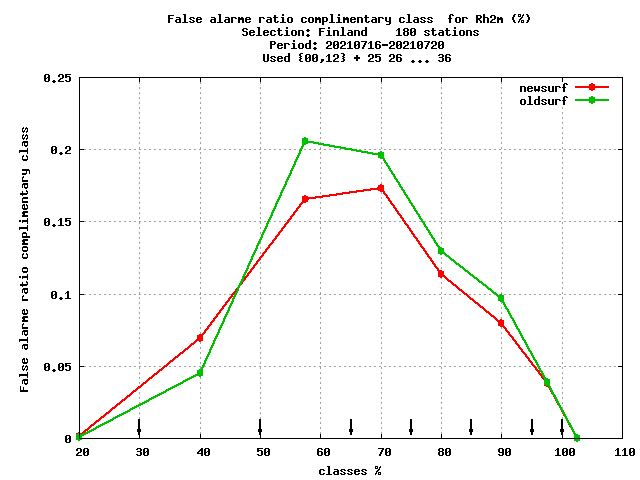 False alarme ratio complimentary class  for Rh2m (%)
Selection: Finland    180 stations
Period: 20210716-20210720
Used {00,12} + 25 26 ... 36
newsurf
oldsurf
False alarme ratio complimentary class
0.25
0.2
0.15
0.1
0.05
0
20 30 40 50 60 70 80 90 100 110
classes %